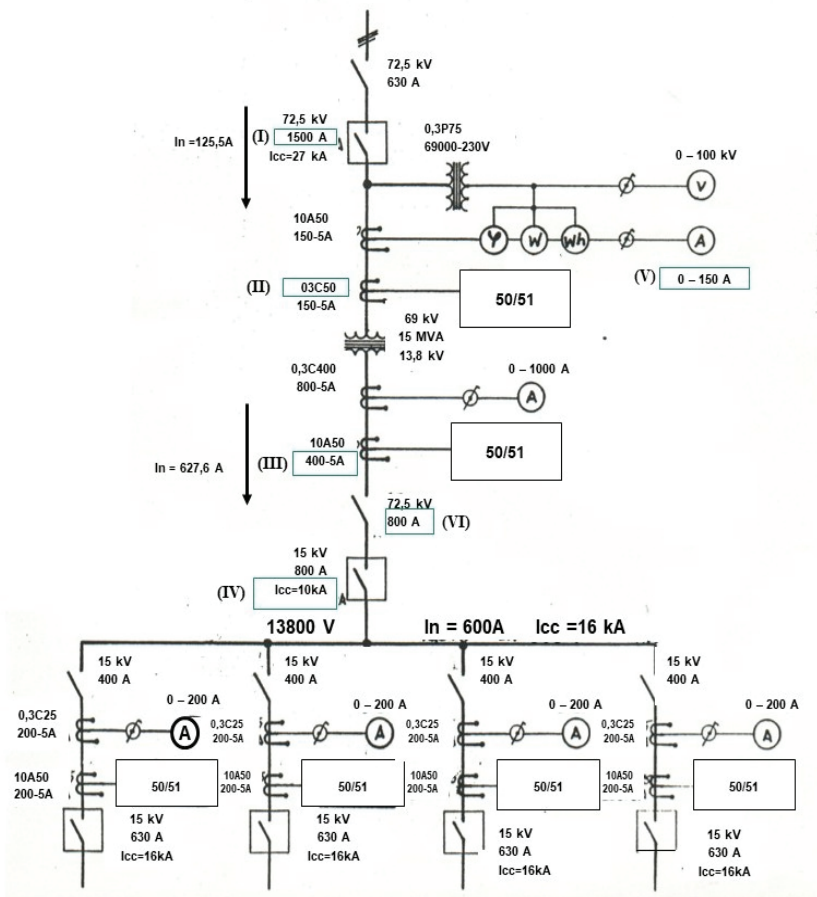 72,5 kV
630 A
72,5 kV
In =125,5A
(I)
1500 A
Icc=27 kA
0,3P75
69000-230V
0 – 100 kV
V
10A50
150-5A
φ
W
Wh
A
(V)
0 – 150 A
(II)
03C50
150-5A
50/51
69 kV
15 MVA
13,8 kV
0,3C400
800-5A
0 – 1000 A
A
10A50
In = 627,6 A
(III)
400-5A
50/51
72,5 kV
800 A
(VI)
15 kV
800 A
(IV)
Icc=10kA
A
13800 V
In = 600A
Icc =16 kA
15 kV
400 A
15 kV
400 A
15 kV
400 A
15 kV
400 A
0 – 200 A
0 – 200 A
0 – 200 A
0 – 200 A
0,3C25
200-5A
A
0,3C25
200-5A
A
0,3C25
200-5A
A
0,3C25
200-5A
A
10A50
200-5A
50/51
10A50
200-5A
50/51
10A50
200-5A
50/51
10A50
200-5A
50/51
15 kV
630 A
Icc=16kA
15 kV
630 A
Icc=16kA
15 kV
630 A
Icc=16kA
15 kV
630 A
Icc=16kA